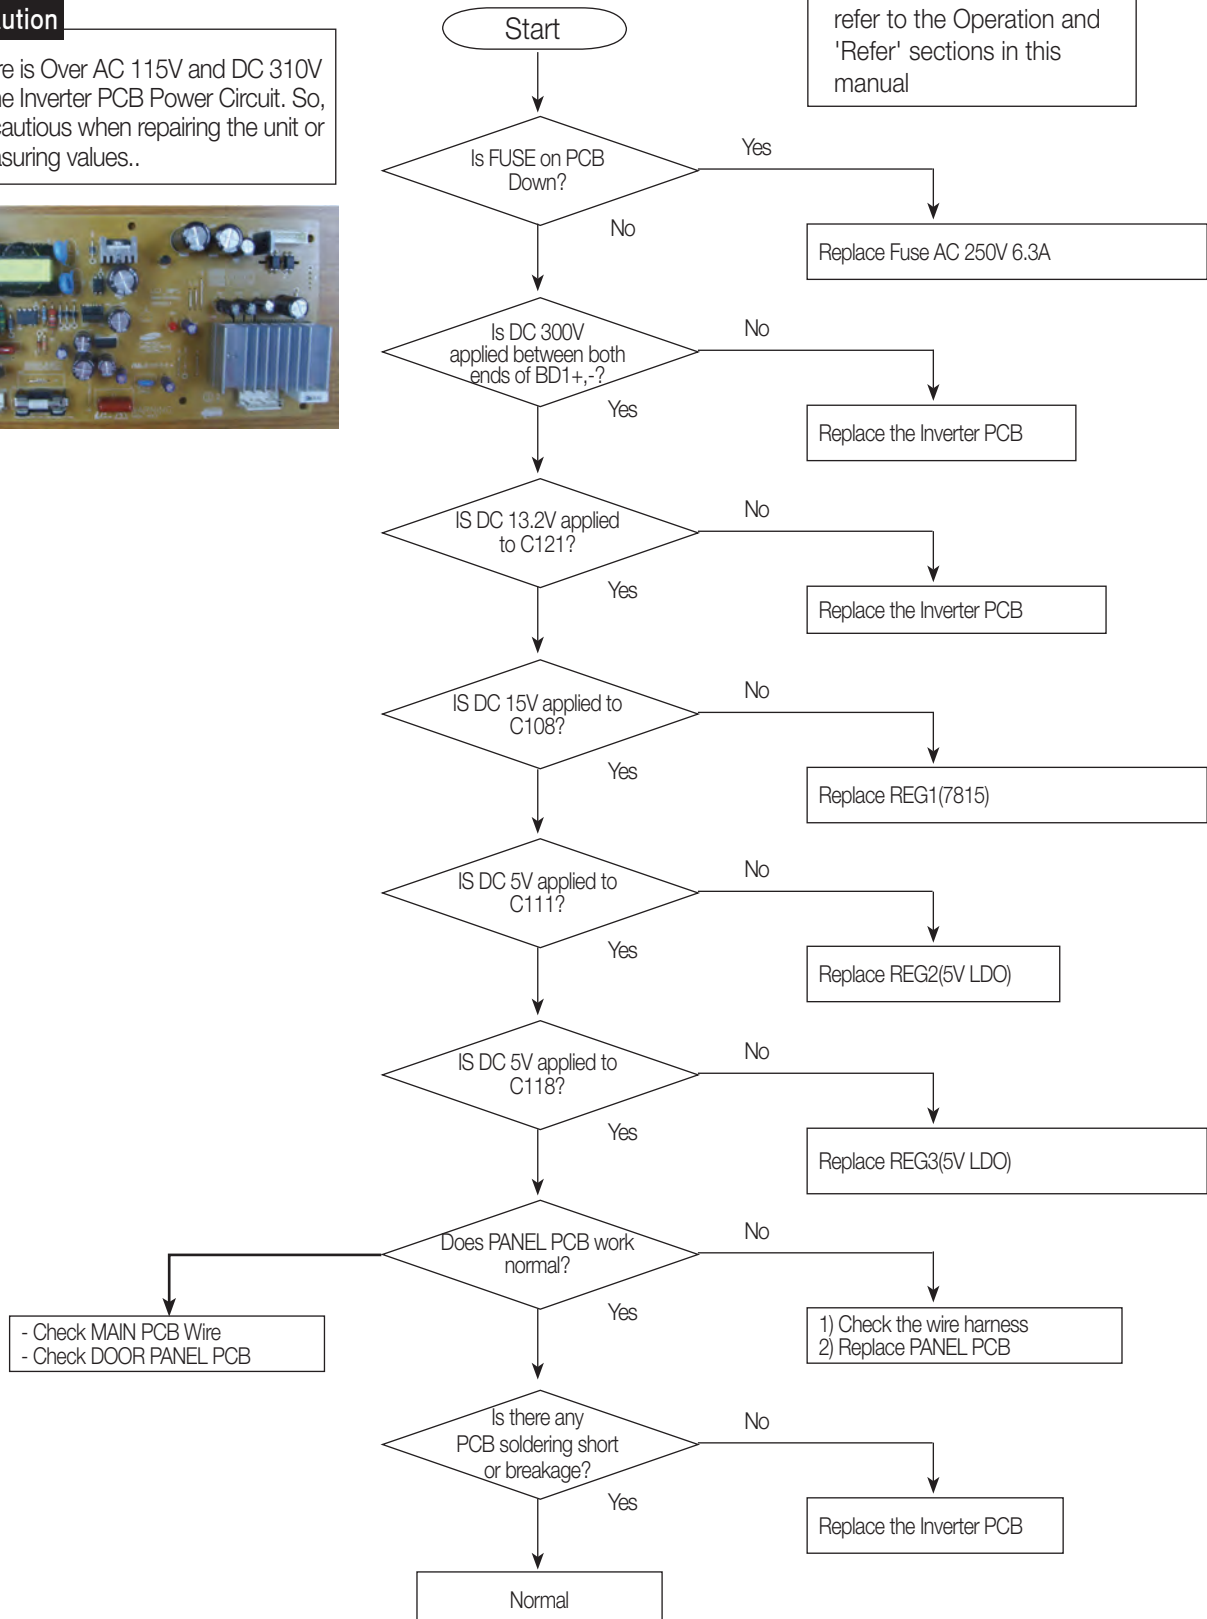 ution
re is Over AC 115V and DC 310V
ne Inverter PCB Power Circuit. So,
cautious when repairing the unit or
asuring values..
refer to the Operation and
'Refer' sections in this
manual
Start
Is FUSE on PCB
Down?
Yes
No
Replace Fuse AC 250V 6.3A
Is DC 300V
applied between both
ends of BD1+,-?
No
Yes
Replace the Inverter PCB
IS DC 13.2V applied
to C121?
No
Yes
Replace the Inverter PCB
IS DC 15V applied to
C108?
No
Yes
Replace REG1(7815)
IS DC 5V applied to
C111?
No
Yes
Replace REG2(5V LDO)
IS DC 5V applied to
C118?
No
Yes
Replace REG3(5V LDO)
Does PANEL PCB work
normal?
No
Yes
- Check MAIN PCB Wire
- Check DOOR PANEL PCB
1) Check the wire harness
2) Replace PANEL PCB
Is there any
PCB soldering short
or breakage?
No
Yes
Replace the Inverter PCB
Normal